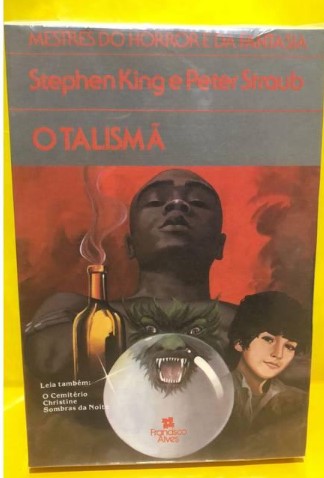 MESTRES DO HORROR E DA FANTASIA
Stephen King e Peter Straub
O TALISMÃ
Leia também:
O Cemitério
Christine
Sombras da Noite
Francisco
Alves